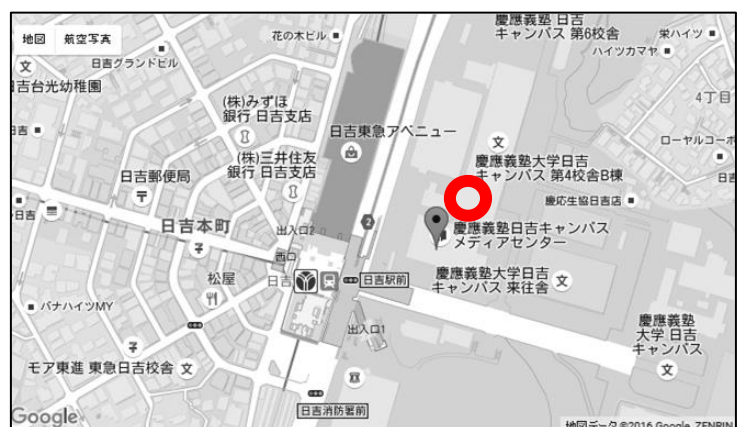 地図 航空写真
花の木ビル
慶應義塾 日吉
キャンパス 第6校舎
栄ハイツ
ハイツカマヤ
日吉グランドビル
日吉台光幼稚園
(株)みずほ
銀行 日吉支店
日吉東急アベニュー
4丁目
ローヤルコーポ
(株)三井住友
銀行 日吉支店
慶應義塾大学日吉
キャンパス 第4校舎B棟
日吉郵便局
慶応生協日吉店
日吉本町
出入口2
慶應義塾日吉キャンパス
メディアセンター
西口
松屋
日吉
日吉駅前
慶應義塾大学日吉
キャンパス 来往舎
バナハイツMY
出入口1
慶應義塾
大学 日吉
キャンパス
モア東進 東急日吉校舎
日吉消防署前
Google
地図データ ©2016 Google, ZENRIN